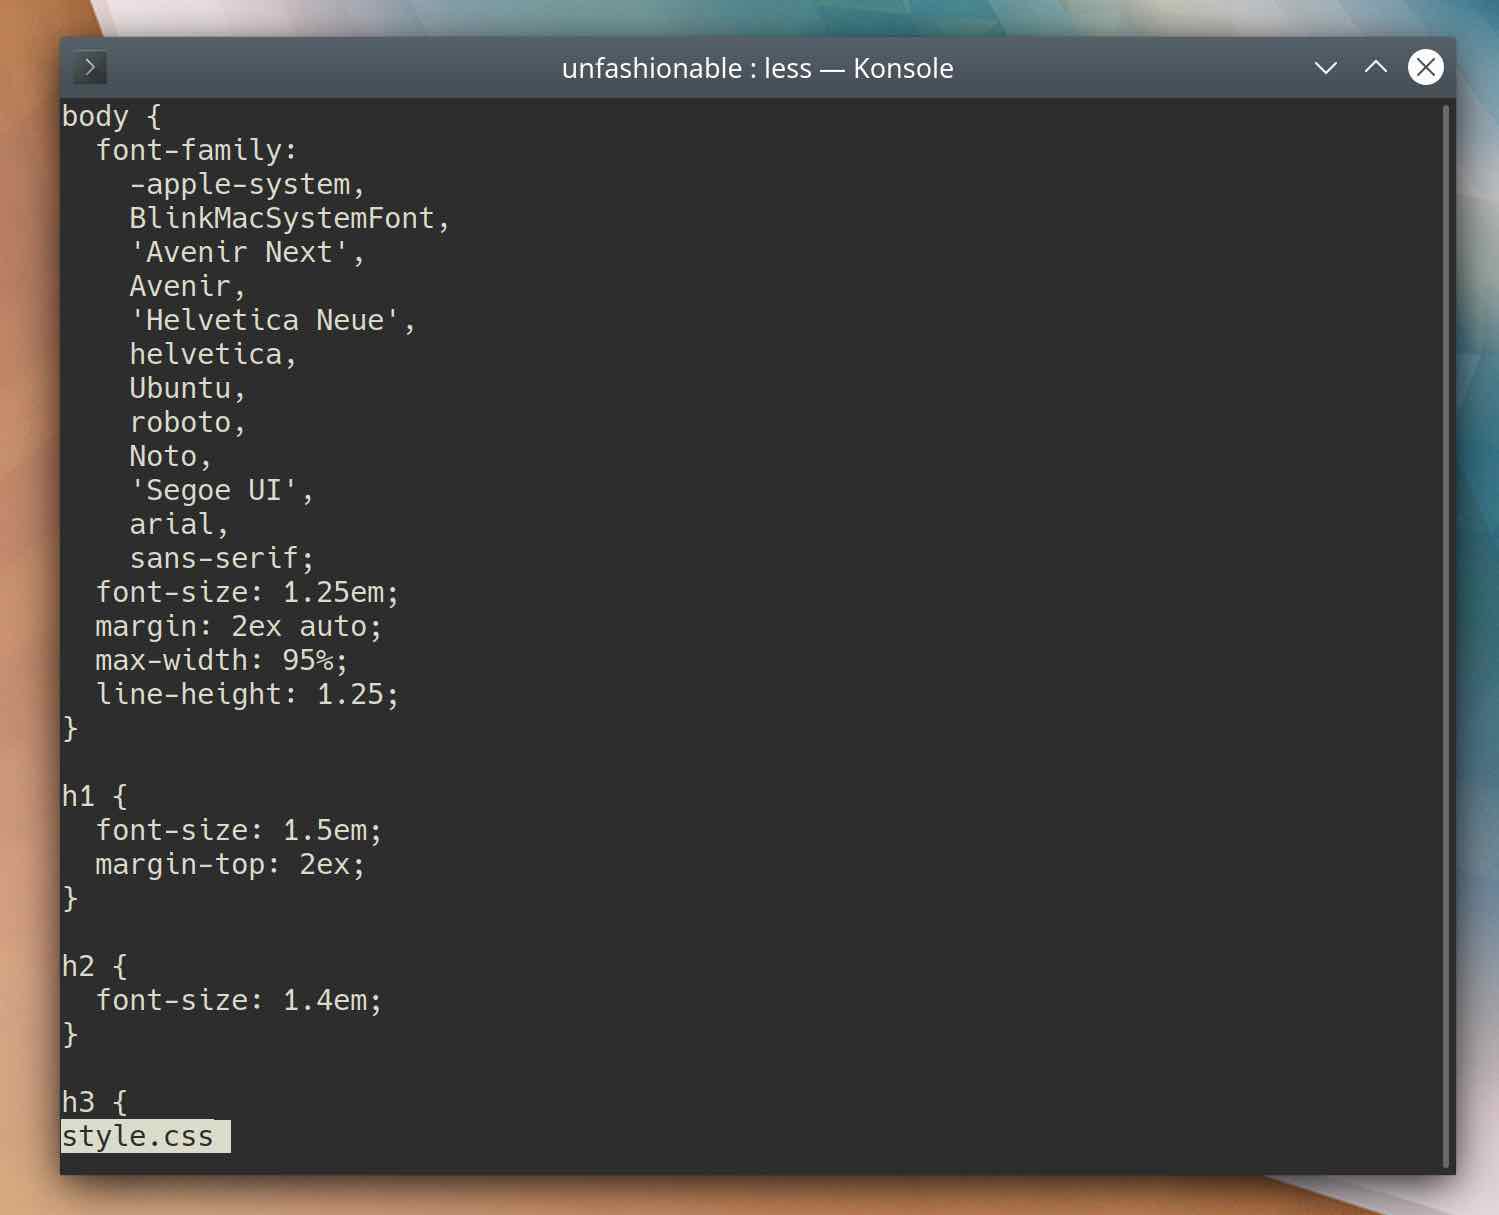 unfashionable : less — Konsole
body {
  font-family:
    -apple-system,
    BlinkMacSystemFont,
    'Avenir Next',
    Avenir,
    'Helvetica Neue',
    helvetica,
    Ubuntu,
    roboto,
    Noto,
    'Segoe UI',
    arial,
    sans-serif;
  font-size: 1.25em;
  margin: 2ex auto;
  max-width: 95%;
  line-height: 1.25;
}

h1 {
  font-size: 1.5em;
  margin-top: 2ex;
}

h2 {
  font-size: 1.4em;
}

h3 {
style.css